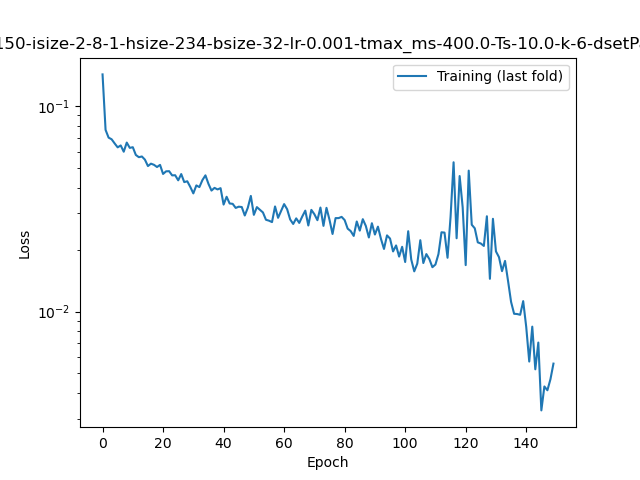 150-isize-2-8-1-hsize-234-bsize-32-lr-0.001-tmax_ms-400.0-Ts-10.0-k-6-dsetPa
Training (last fold)
10⁻¹
10⁻²
Loss
0 20 40 60 80 100 120 140
Epoch